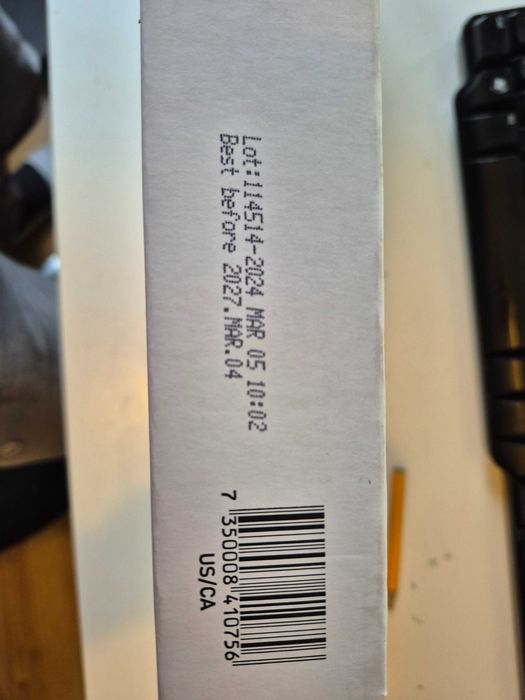 Lot:114514-2024 MAR 05 10:02
Best before 2027.MAR.04
7 350008 410756
US/CA